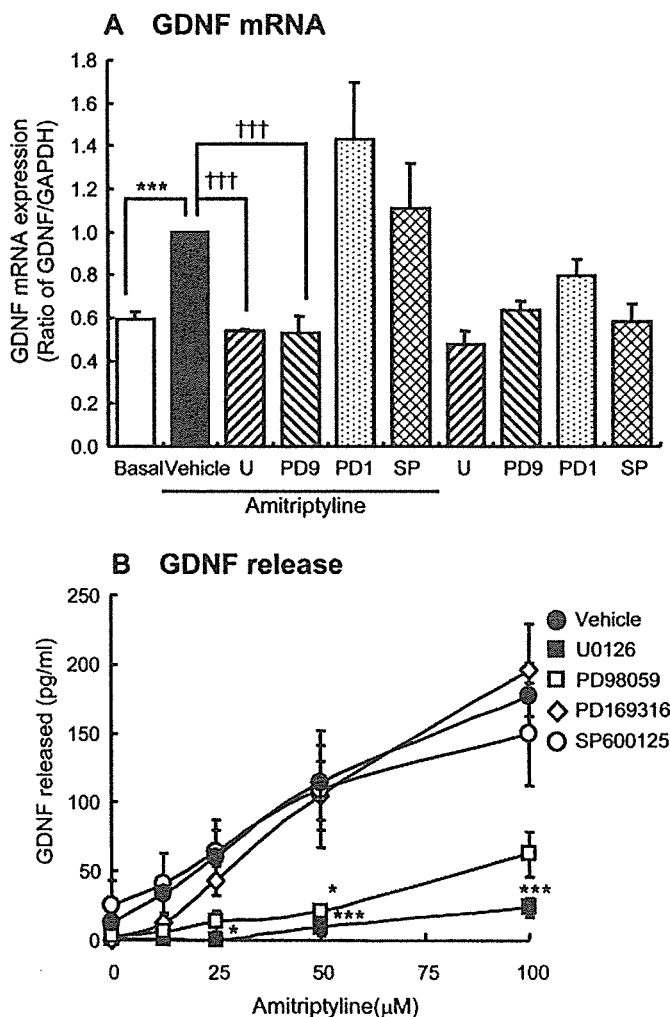 A GDNF mRNA
GDNF mRNA expression
(Ratio of GDNF/GAPDH)
1.8
1.6
1.4
1.2
1.0
0.8
0.6
0.4
0.2
0.0
†††
*** †††
Basal Vehicle U PD9 PD1 SP U PD9 PD1 SP
Amitriptyline
B GDNF release
GDNF released (pg/ml)
250
200
150
100
50
0
Vehicle
U0126
PD98059
PD169316
SP600125
*
***
*
***
0 25 50 75 100
Amitriptyline(μM)